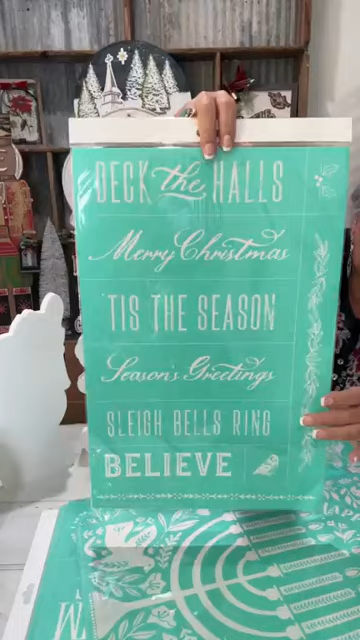 DECK the HALLS
Merry Christmas
'TIS THE SEASON
Season's Greetings
SLEIGH BELLS RING
BELIEVE